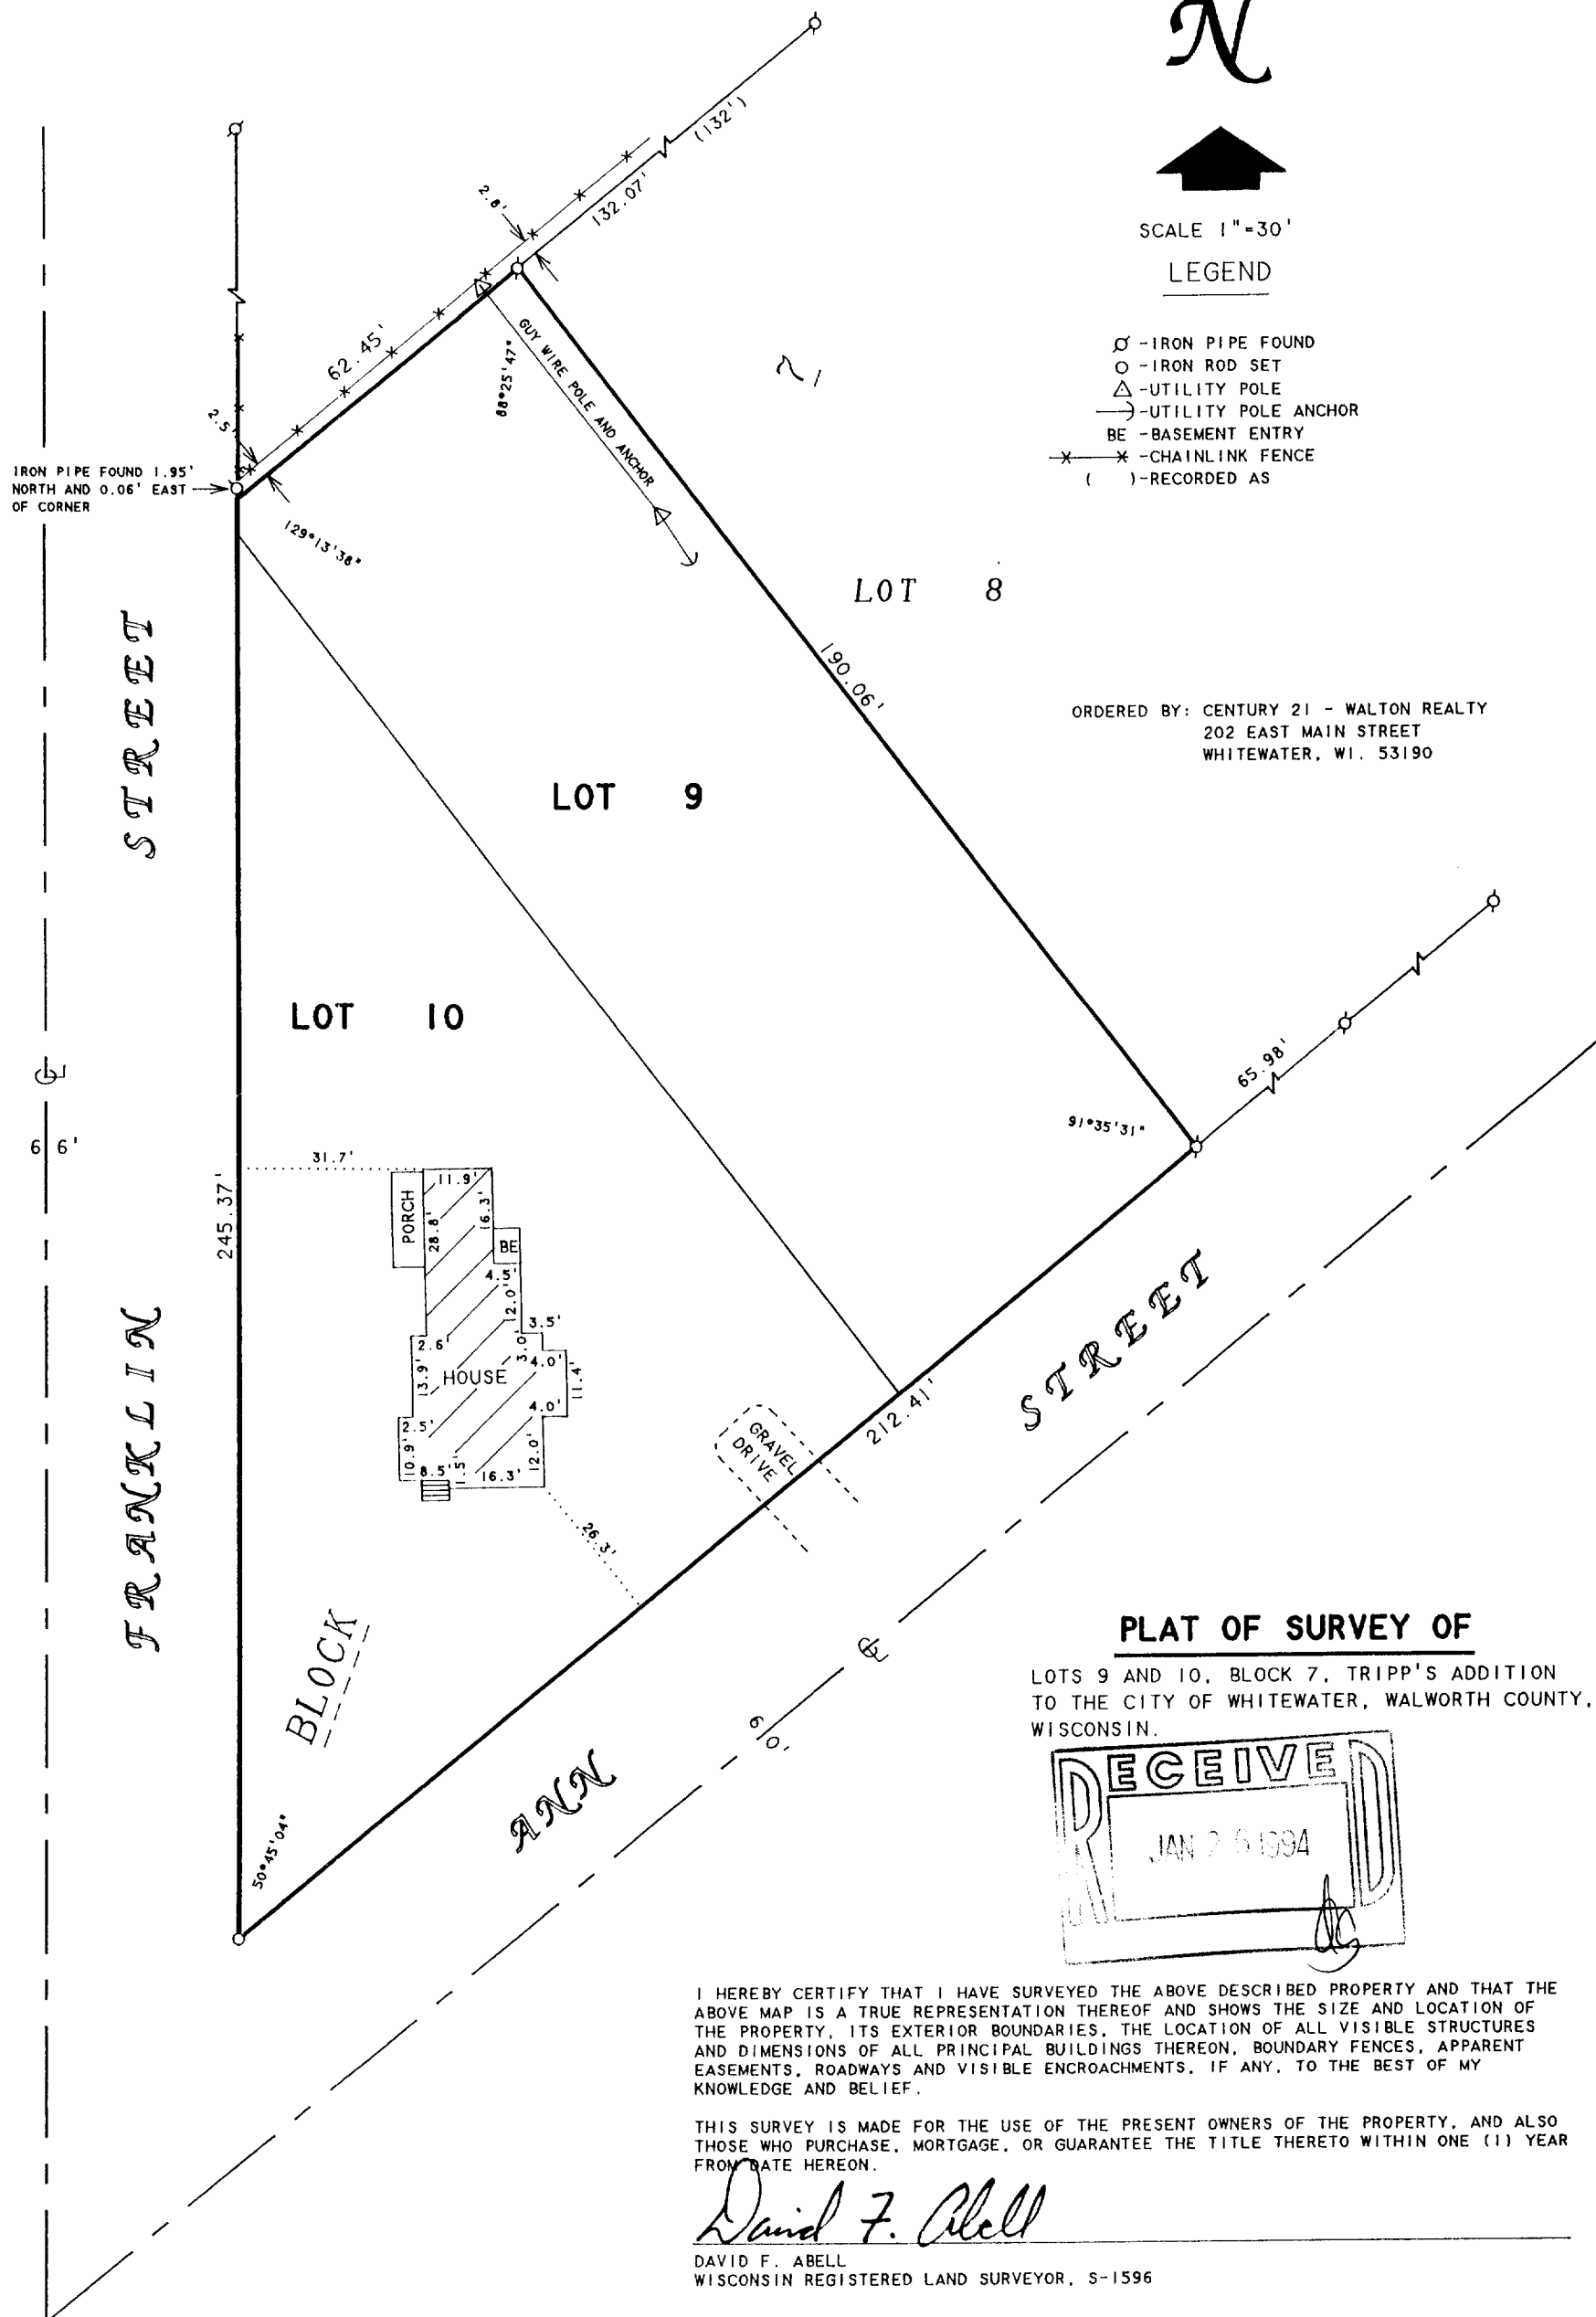 N
SCALE 1"=30'
LEGEND
-IRON PIPE FOUND
-IRON ROD SET
-UTILITY POLE
-UTILITY POLE ANCHOR
BE -BASEMENT ENTRY
-CHAINLINK FENCE
( )-RECORDED AS
(132')
132.07'
2.8'
62.45'
2.5'
IRON PIPE FOUND 1.95'
NORTH AND 0.06' EAST
OF CORNER
129°13'38"
88°25'47"
GUY WIRE POLE AND ANCHOR
7
LOT 8
190.06'
ORDERED BY: CENTURY 21 - WALTON REALTY
202 EAST MAIN STREET
WHITEWATER, WI. 53190
LOT 9
LOT 10
FRANKLIN STREET
66'
245.37'
31.7'
PORCH
11.9'
28.8'
16.3'
BE
4.5'
12.0'
3.5'
2.6'
3.0'
4.0'
13.9'
HOUSE
11.4'
4.0'
2.5'
10.9'
8.5'
1.5'
16.3'
12.0'
26.3'
GRAVEL
DRIVE
212.41'
91°35'31"
65.98'
ANN STREET
60'
BLOCK
50°45'04"
PLAT OF SURVEY OF
LOTS 9 AND 10, BLOCK 7, TRIPP'S ADDITION
TO THE CITY OF WHITEWATER, WALWORTH COUNTY,
WISCONSIN.
RECEIVED
JAN 26 1994
I HEREBY CERTIFY THAT I HAVE SURVEYED THE ABOVE DESCRIBED PROPERTY AND THAT THE
ABOVE MAP IS A TRUE REPRESENTATION THEREOF AND SHOWS THE SIZE AND LOCATION OF
THE PROPERTY, ITS EXTERIOR BOUNDARIES, THE LOCATION OF ALL VISIBLE STRUCTURES
AND DIMENSIONS OF ALL PRINCIPAL BUILDINGS THEREON, BOUNDARY FENCES, APPARENT
EASEMENTS, ROADWAYS AND VISIBLE ENCROACHMENTS, IF ANY, TO THE BEST OF MY
KNOWLEDGE AND BELIEF.
THIS SURVEY IS MADE FOR THE USE OF THE PRESENT OWNERS OF THE PROPERTY, AND ALSO
THOSE WHO PURCHASE, MORTGAGE, OR GUARANTEE THE TITLE THERETO WITHIN ONE (1) YEAR
FROM DATE HEREON.
David F. Abell
DAVID F. ABELL
WISCONSIN REGISTERED LAND SURVEYOR, S-1596